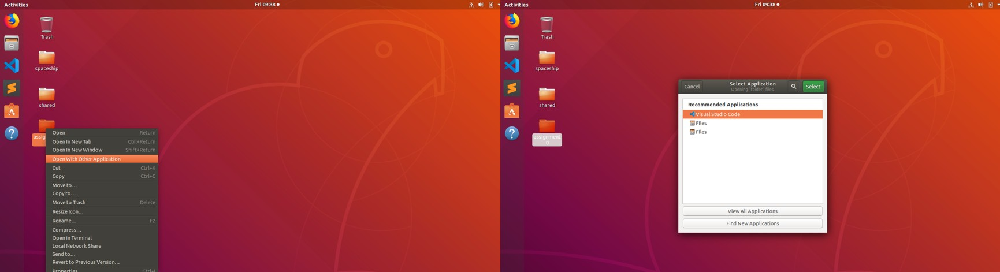 Activities
Fri 09:38
Trash
spaceship
shared
assig
Open Return
Open In New Tab Ctrl+Return
Open In New Window Shift+Return
Open With Other Application
Cut Ctrl+X
Copy Ctrl+C
Move to…
Copy to…
Move to Trash Delete
Resize Icon…
Rename… F2
Compress…
Open in Terminal
Local Network Share
Send to…
Revert to Previous Version…
Properties Ctrl+I
Activities
Fri 09:38
Trash
spaceship
shared
assignment
0
Cancel
Select Application
Opening "folder" files.
Select
Recommended Applications
Visual Studio Code
Files
Files
View All Applications
Find New Applications